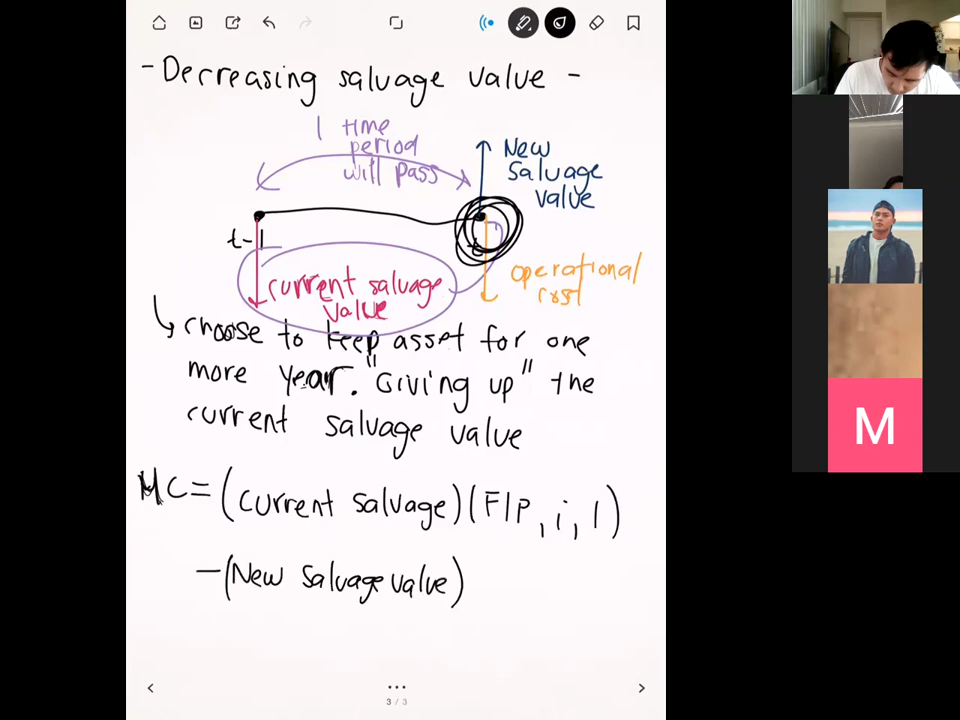 - Decreasing salvage value -
1 time
period
will pass
New
salvage
value
t-1
t
current salvage
value
operational
cost
choose to keep asset for one
more year. "Giving up" the
current salvage value
MC = (current salvage)(F/P, i, 1)
- (New salvage value)
3 / 3
M